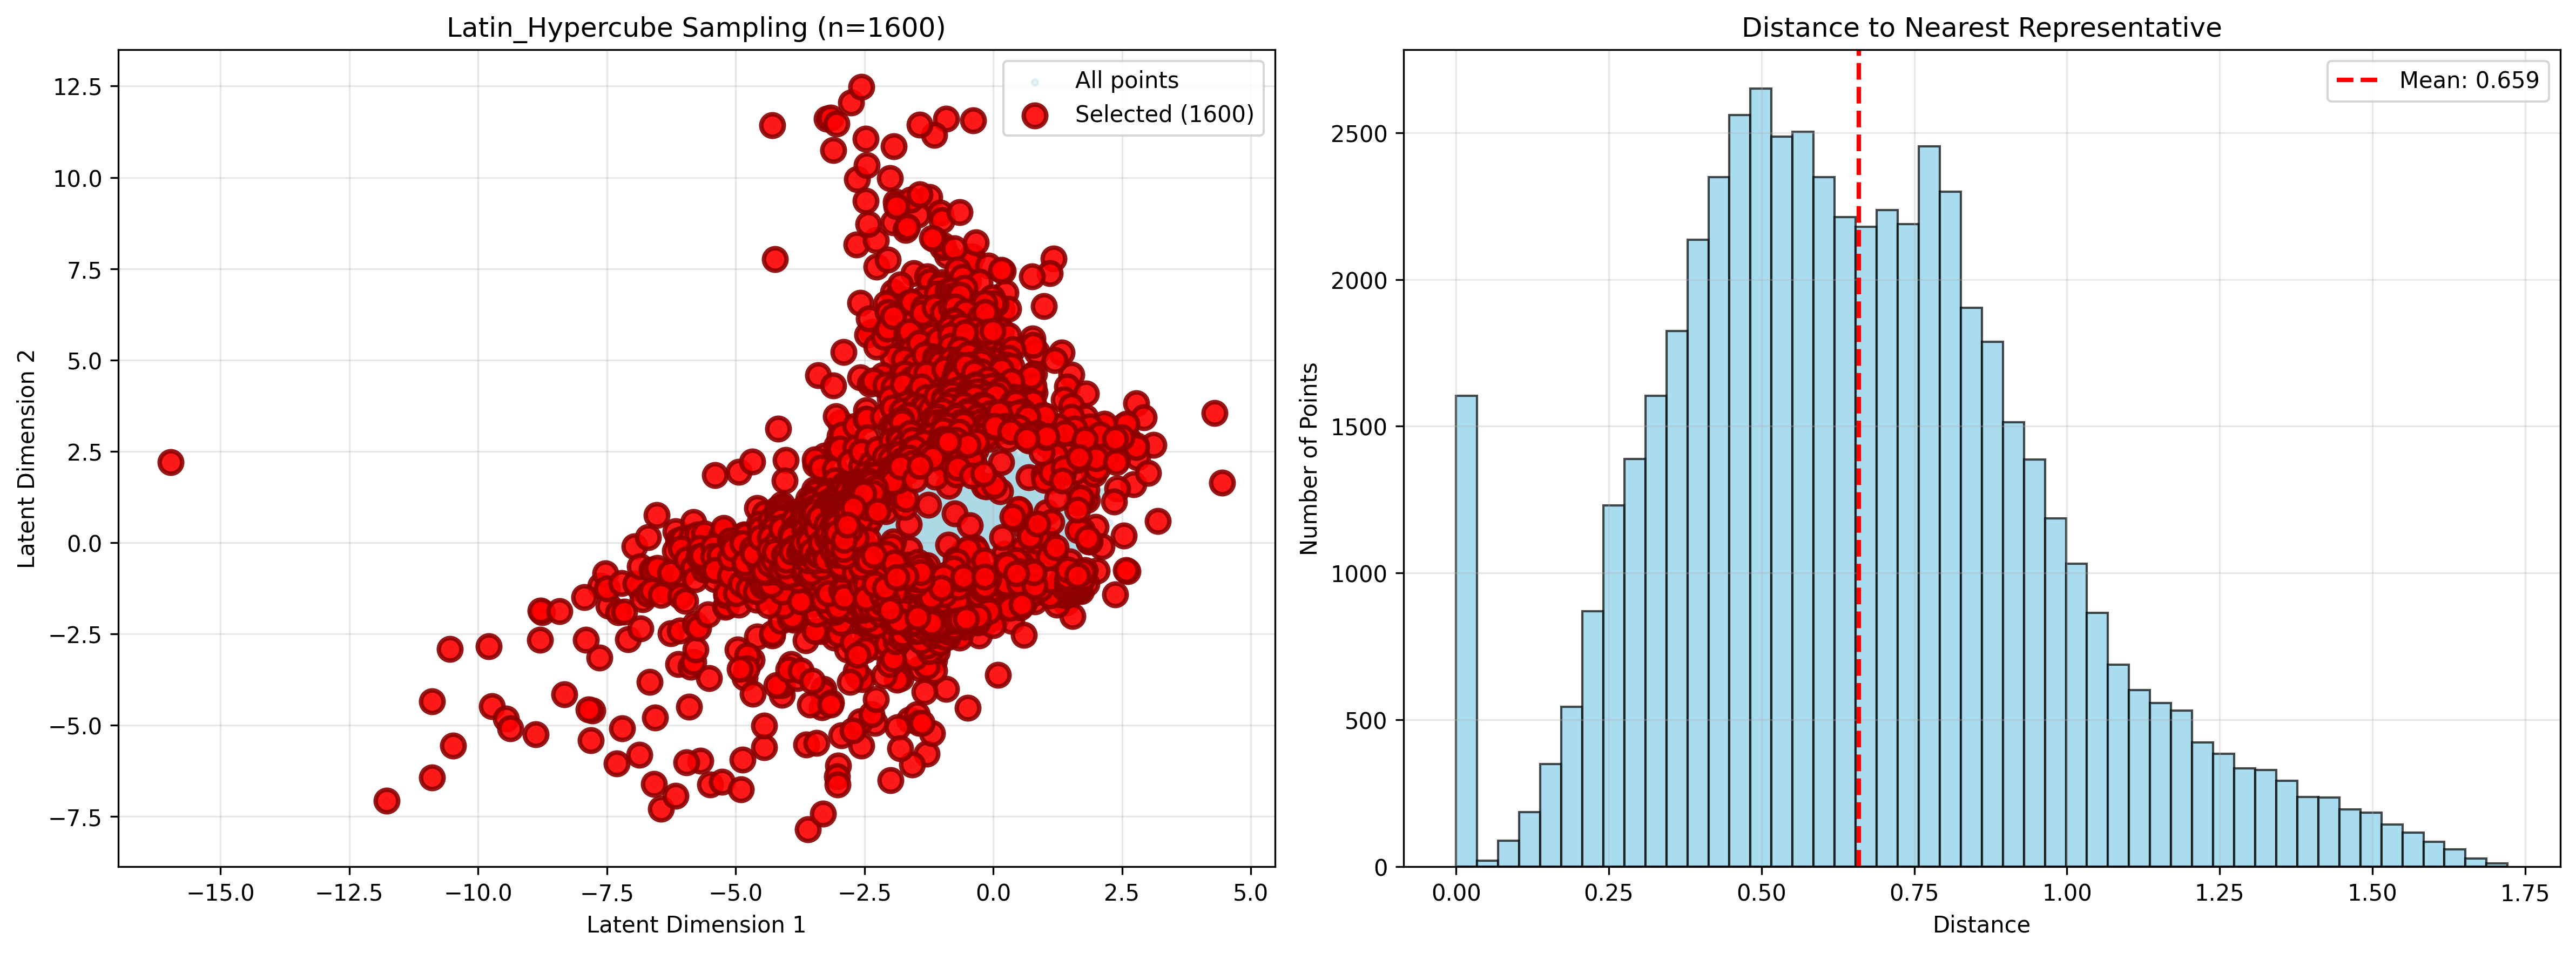 Latin_Hypercube Sampling (n=1600)
All points
Selected (1600)
12.5
10.0
7.5
5.0
2.5
0.0
−2.5
−5.0
−7.5
Latent Dimension 2
−15.0 −12.5 −10.0 −7.5 −5.0 −2.5 0.0 2.5 5.0
Latent Dimension 1
Distance to Nearest Representative
Mean: 0.659
2500
2000
1500
1000
500
0
Number of Points
0.00 0.25 0.50 0.75 1.00 1.25 1.50 1.75
Distance